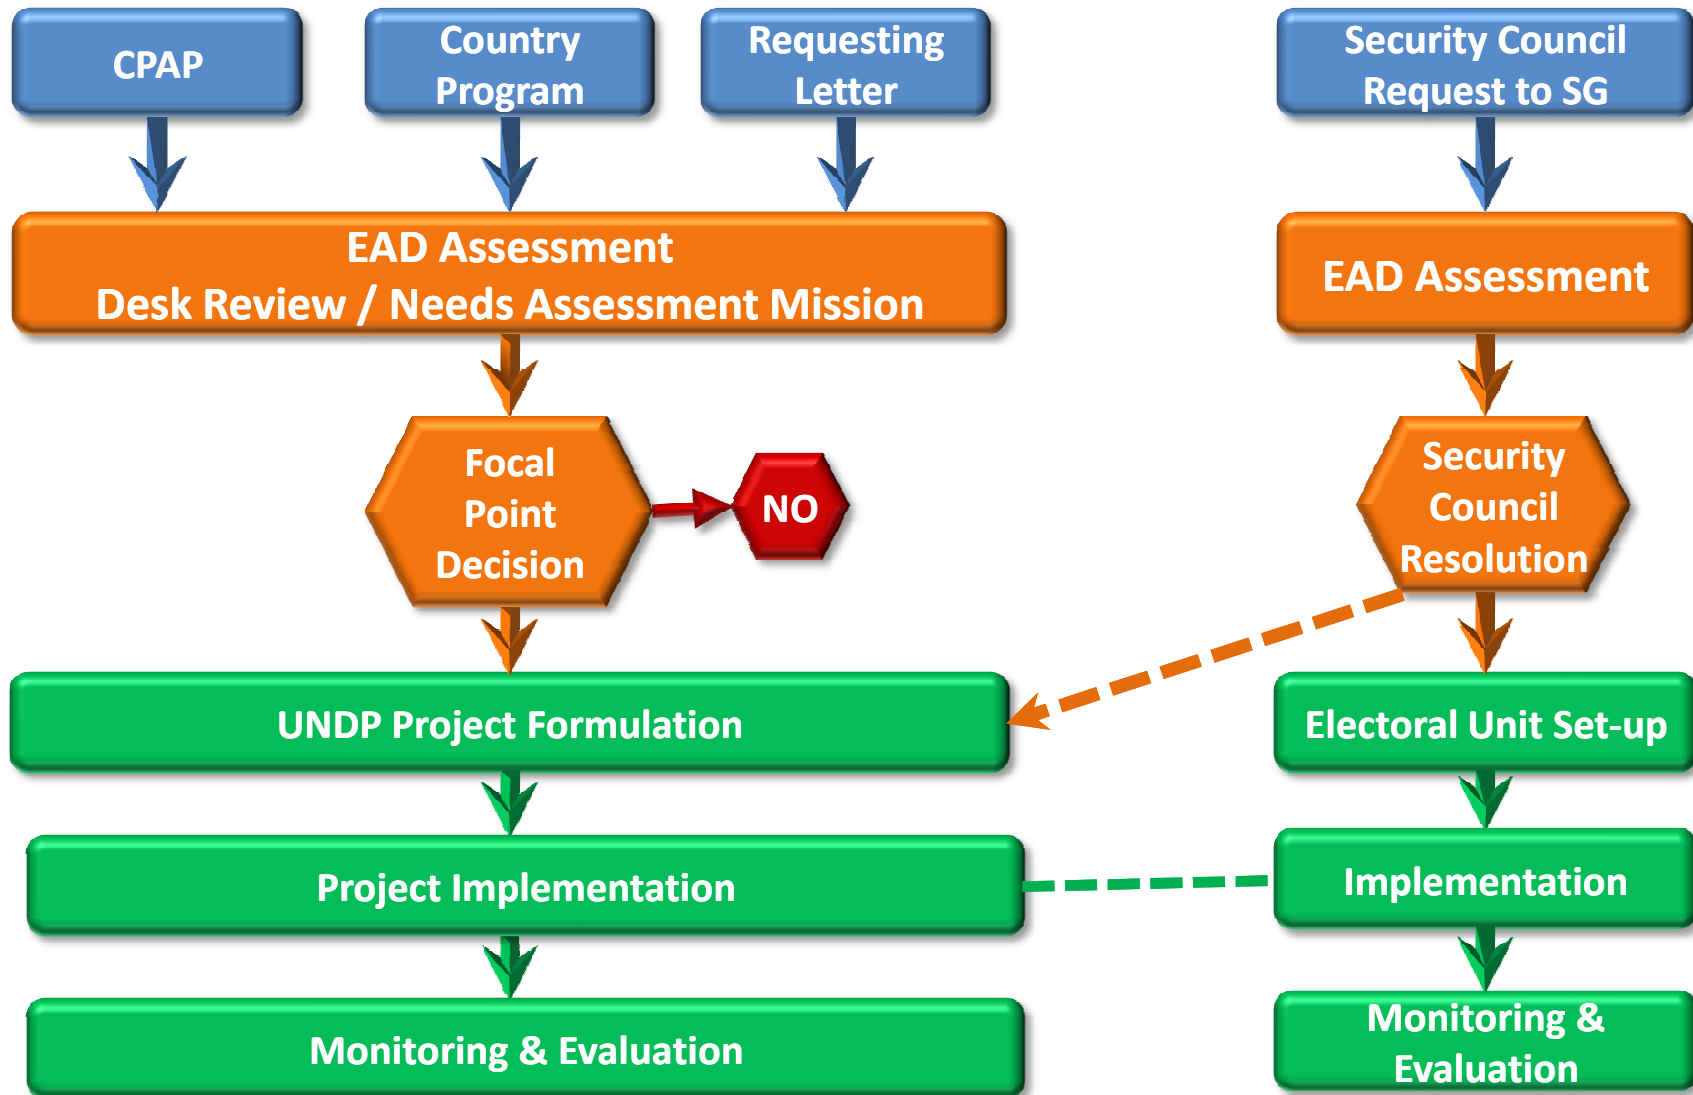 CPAP
Country
Program
Requesting
Letter
Security Council
Request to SG
EAD Assessment
Desk Review / Needs Assessment Mission
EAD Assessment
Focal
Point
Decision
NO
Security
Council
Resolution
UNDP Project Formulation
Electoral Unit Set-up
Project Implementation
Implementation
Monitoring & Evaluation
Monitoring &
Evaluation